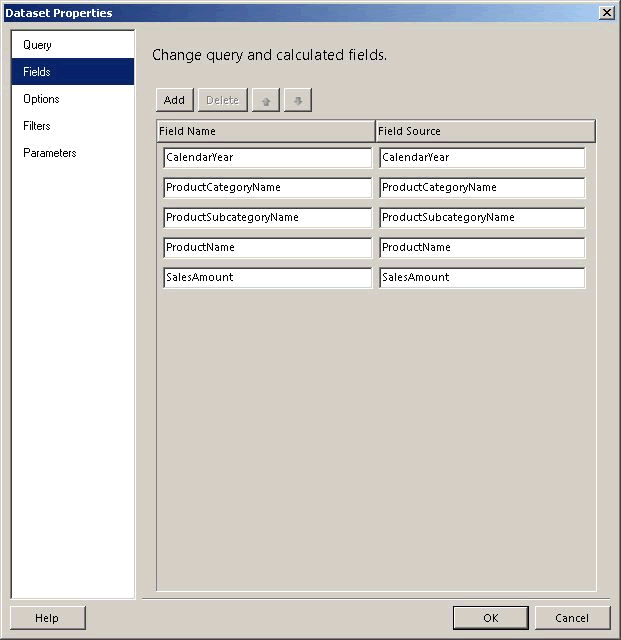 Dataset Properties
Query
Fields
Options
Filters
Parameters
Change query and calculated fields.
Add Delete
Field Name Field Source
CalendarYear CalendarYear
ProductCategoryName ProductCategoryName
ProductSubcategoryName ProductSubcategoryName
ProductName ProductName
SalesAmount SalesAmount
Help OK Cancel